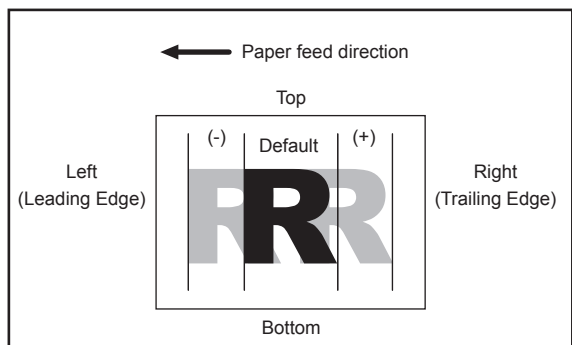 Paper feed direction
Top
(-) Default (+)
Left
(Leading Edge)
Right
(Trailing Edge)
R R R
Bottom